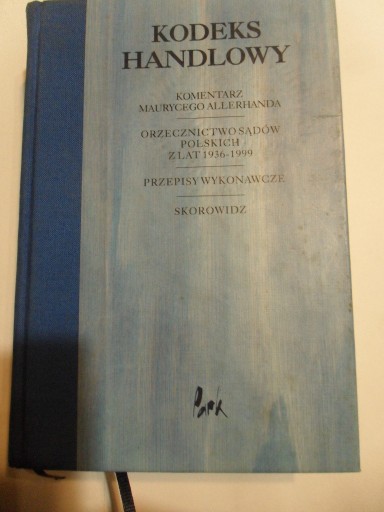 KODEKS
HANDLOWY
KOMENTARZ
MAURYCEGO ALLERHANDA
ORZECZNICTWO SĄDÓW
POLSKICH
Z LAT 1936-1999
PRZEPISY WYKONAWCZE
SKOROWIDZ
Park